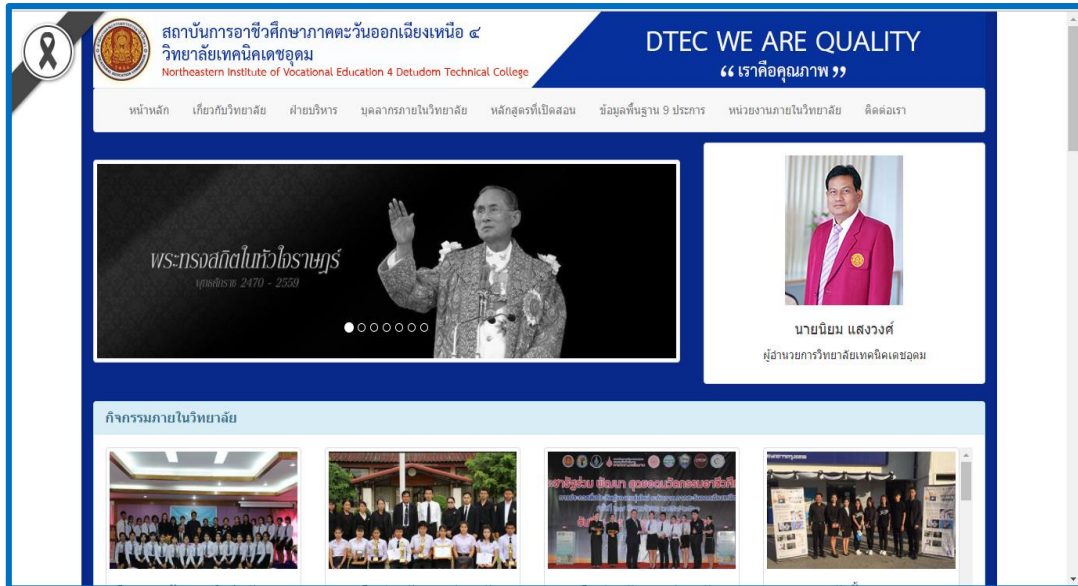 สถาบันการอาชีวศึกษาภาคตะวันออกเฉียงเหนือ ๔
วิทยาลัยเทคนิคเดชอุดม
Northeastern Institute of Vocational Education 4 Detudom Technical College
DTEC WE ARE QUALITY
“ เราคือคุณภาพ ”
หน้าหลัก เกี่ยวกับวิทยาลัย ฝ่ายบริหาร บุคลากรภายในวิทยาลัย หลักสูตรที่เปิดสอน ข้อมูลพื้นฐาน 9 ประการ หน่วยงานภายในวิทยาลัย ติดต่อเรา
พระทรงสถิตในหัวใจราษฎร์
พุทธศักราช 2470 - 2559
นายนิยม แสงวงศ์
ผู้อำนวยการวิทยาลัยเทคนิคเดชอุดม
กิจกรรมภายในวิทยาลัย